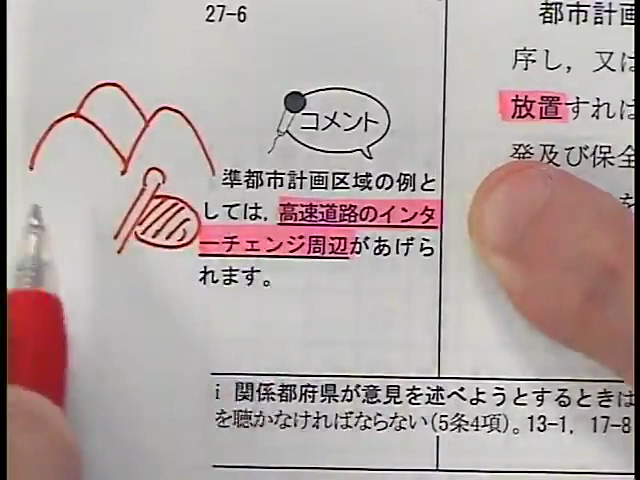 27-6
コメント
準都市計画区域の例と
しては，高速道路のインタ
ーチェンジ周辺があげら
れます。
都市計画
序し，又は
放置すれば
発及び保全
を
i 関係都府県が意見を述べようとするときは
を聴かなければならない(5条4項)。13-1，17-8